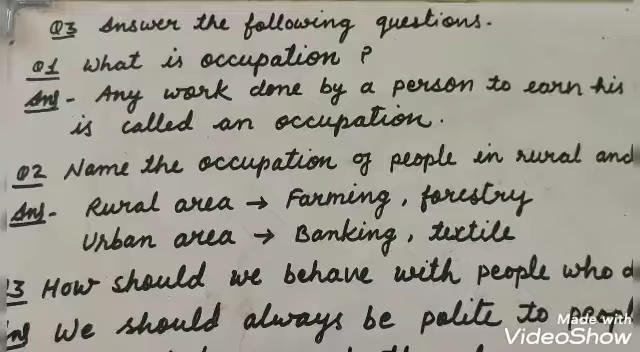 Q3 Answer the following questions.
Q1 What is occupation ?
Ans - Any work done by a person to earn his
is called an occupation.
Q2 Name the occupation of people in rural and
Ans - Rural area → Farming, forestry
Urban area → Banking, textile
3 How should we behave with people who d
We should always be polite to peopl
Made with
VideoShow